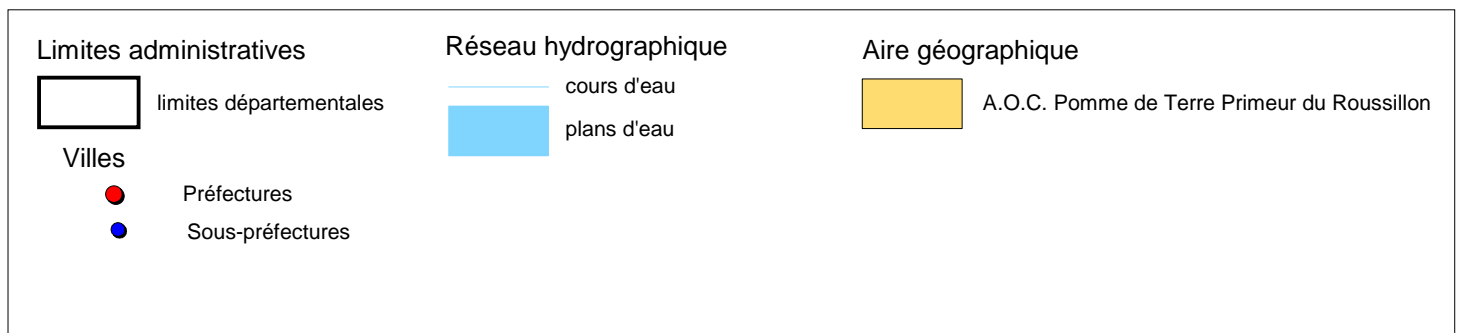 Limites administratives
limites départementales
Villes
Préfectures
Sous-préfectures
Réseau hydrographique
cours d'eau
plans d'eau
Aire géographique
A.O.C. Pomme de Terre Primeur du Roussillon